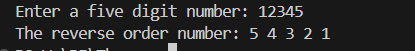 Enter a five digit number: 12345
The reverse order number: 5 4 3 2 1